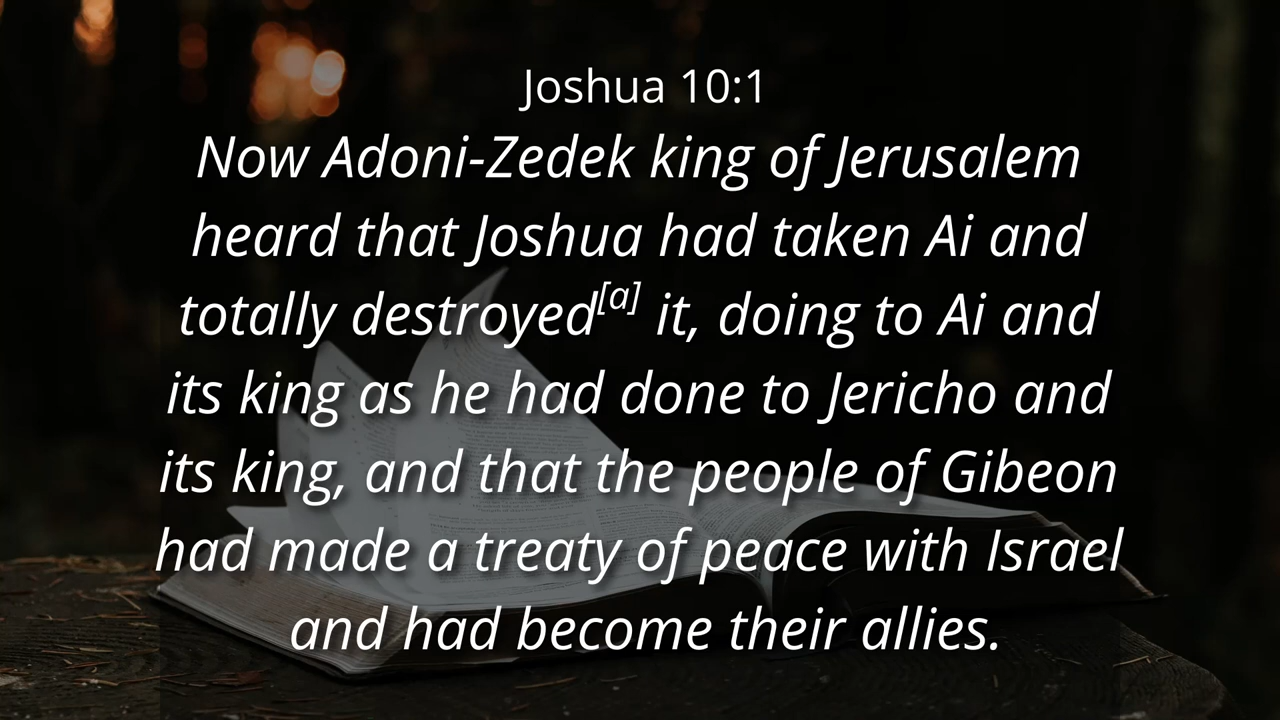 Joshua 10:1
Now Adoni-Zedek king of Jerusalem
heard that Joshua had taken Ai and
totally destroyed[a] it, doing to Ai and
its king as he had done to Jericho and
its king, and that the people of Gibeon
had made a treaty of peace with Israel
and had become their allies.